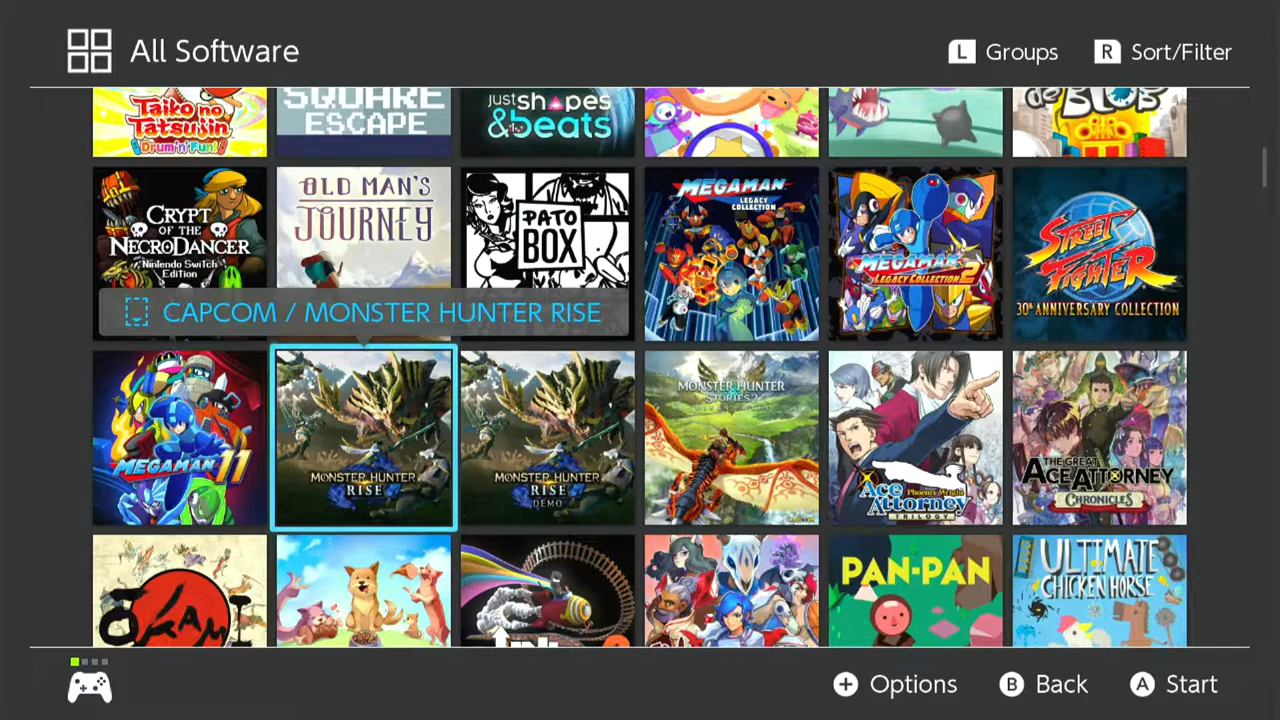 All Software
L Groups
R Sort/Filter
Taiko no
Tatsujin
Drum'n'Fun!
SQUARE
ESCAPE
just shapes
&beats
de Blob
CRYPT
OF THE
NECRODANCER
Nintendo Switch
Edition
OLD MAN'S
JOURNEY
PATO
BOX
MEGAMAN
LEGACY
COLLECTION
MEGAMAN
LEGACY COLLECTION 2
STREET
FIGHTER
30th ANNIVERSARY COLLECTION
CAPCOM / MONSTER HUNTER RISE
MEGAMAN 11
MONSTER HUNTER
RISE
MONSTER HUNTER
RISE
DEMO
MONSTER HUNTER
STORIES 2
Phoenix Wright
Ace
Attorney
TRILOGY
THE GREAT
ACE ATTORNEY
CHRONICLES
OKAMI
PAN-PAN
ULTIMATE
CHICKEN HORSE
+ Options
B Back
A Start